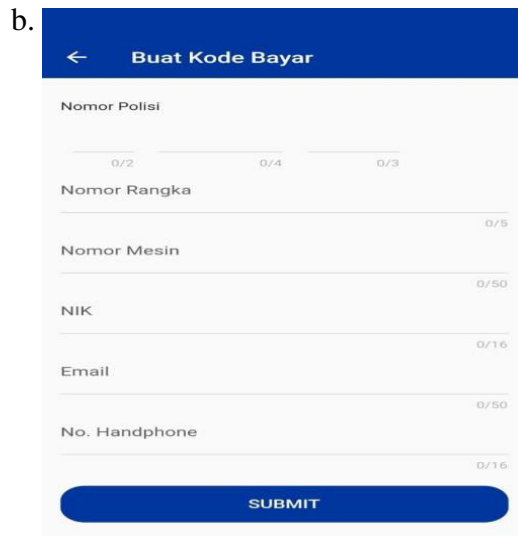 b.
← Buat Kode Bayar
Nomor Polisi
0/2 0/4 0/3
Nomor Rangka
0/5
Nomor Mesin
0/50
NIK
0/16
Email
0/50
No. Handphone
0/16
SUBMIT